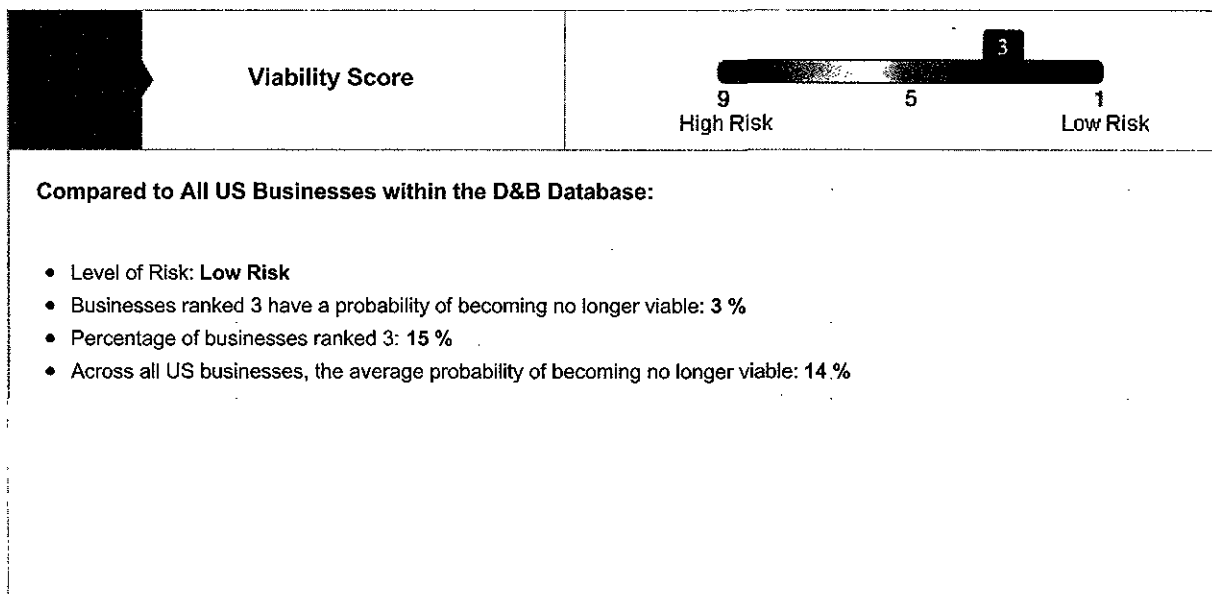 Viability Score
3
9 5 1
High Risk Low Risk
Compared to All US Businesses within the D&B Database:
• Level of Risk: Low Risk
• Businesses ranked 3 have a probability of becoming no longer viable: 3 %
• Percentage of businesses ranked 3: 15 %
• Across all US businesses, the average probability of becoming no longer viable: 14 %